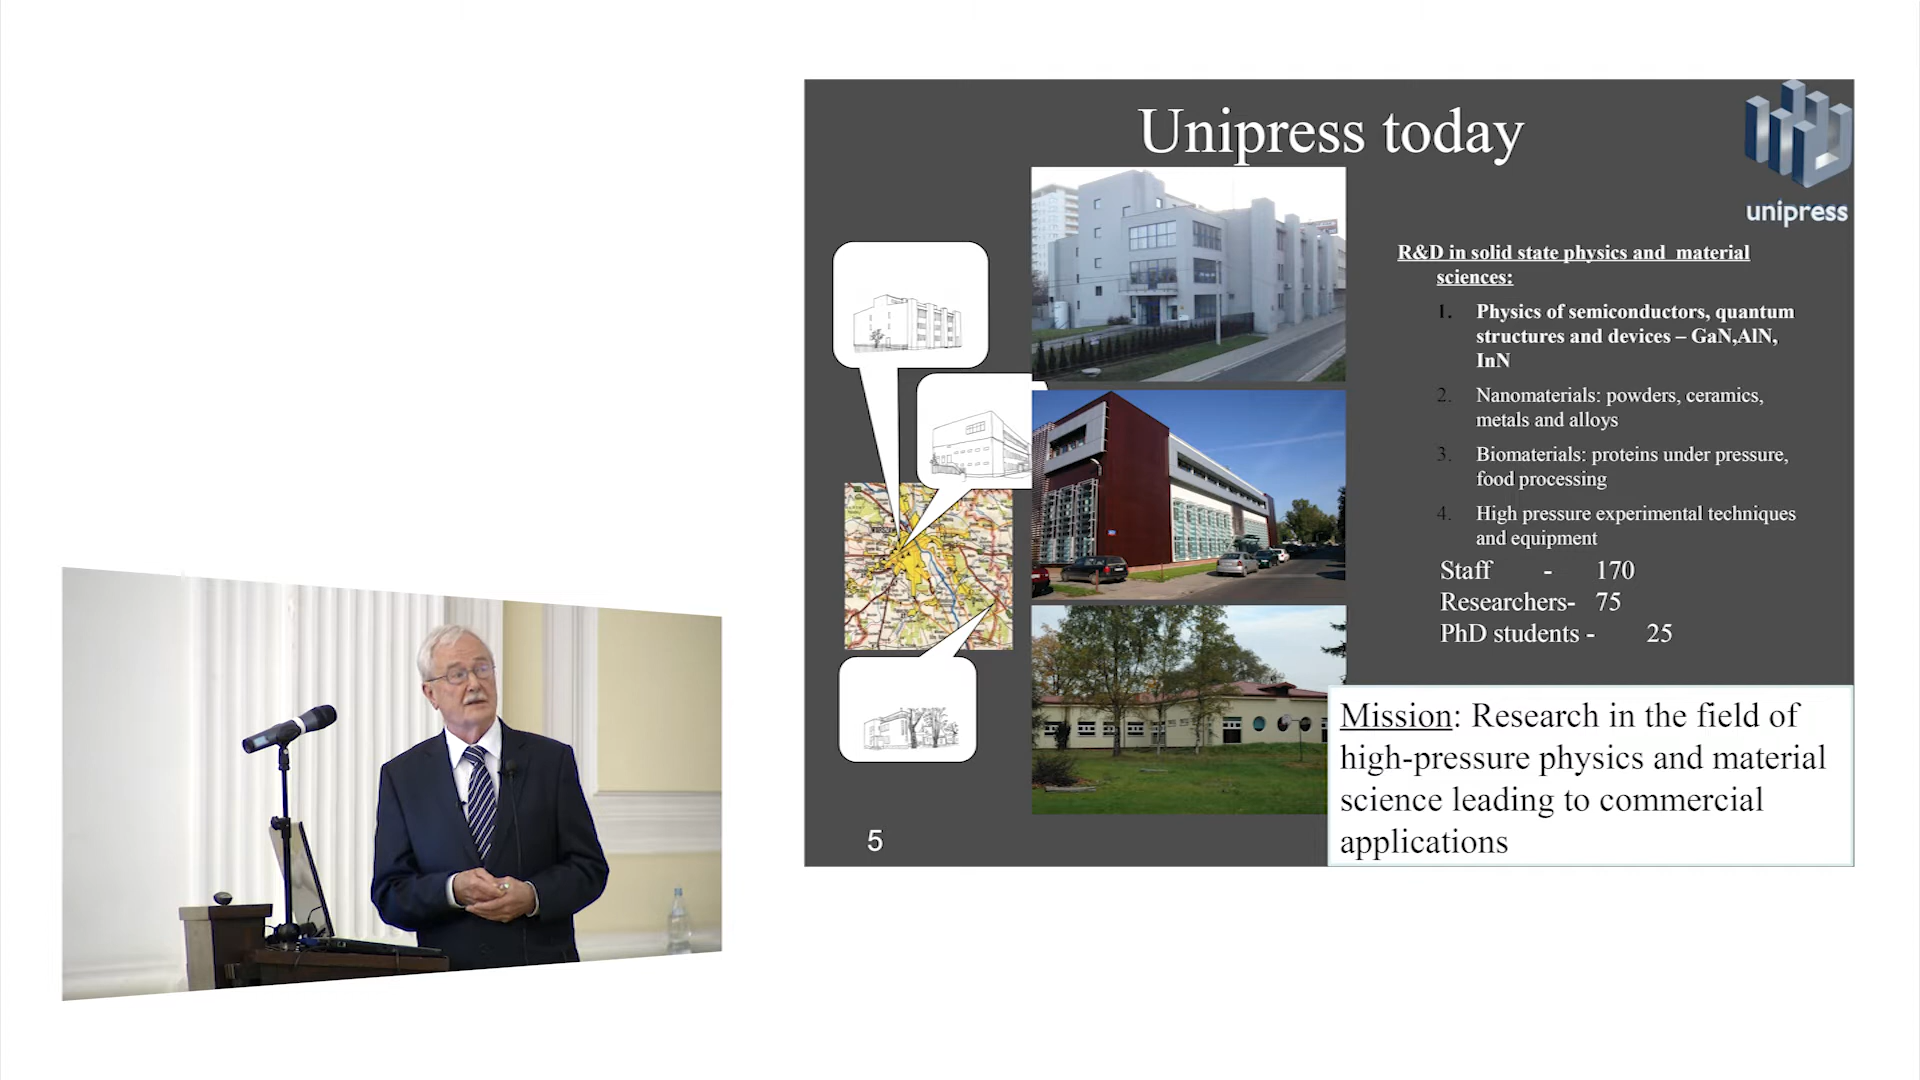 Unipress today
unipress
R&D in solid state physics and material
sciences:
1. Physics of semiconductors, quantum
structures and devices – GaN,AlN,
InN
2. Nanomaterials: powders, ceramics,
metals and alloys
3. Biomaterials: proteins under pressure,
food processing
4. High pressure experimental techniques
and equipment
Staff - 170
Researchers- 75
PhD students - 25
Mission: Research in the field of
high-pressure physics and material
science leading to commercial
applications
5